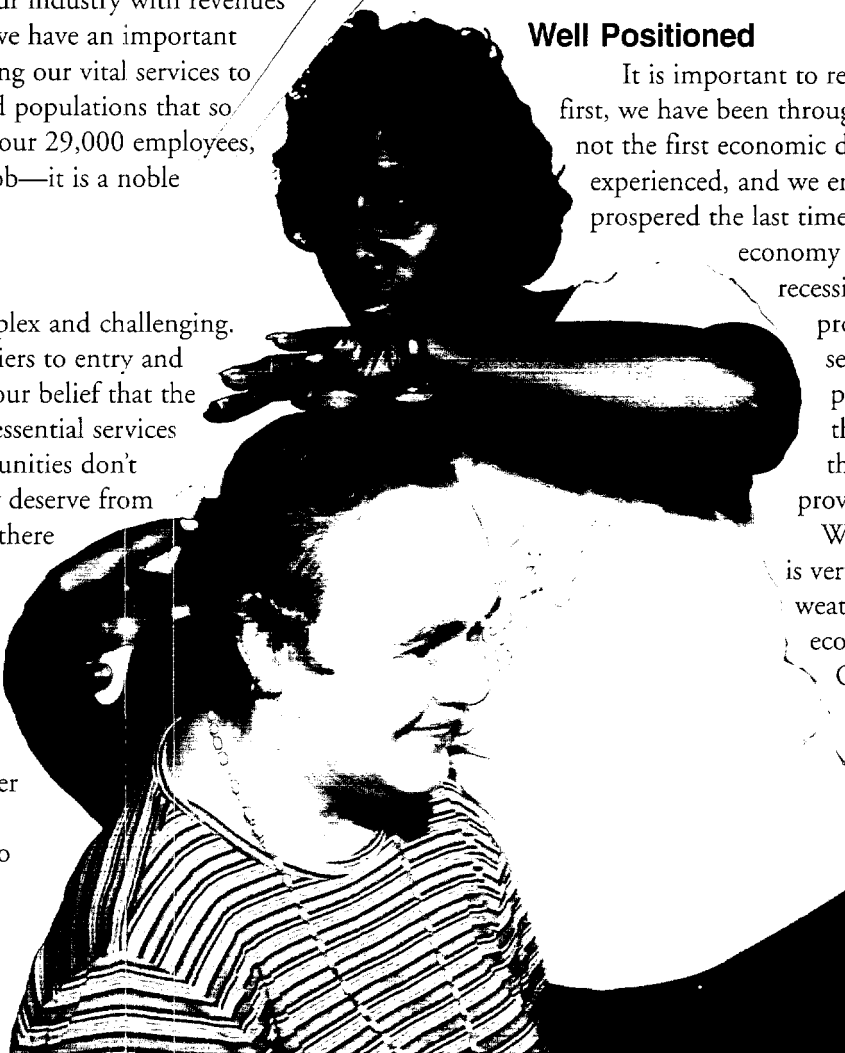 ur industry with revenues
we have an important
ng our vital services to
d populations that so
our 29,000 employees,
ob—it is a noble
plex and challenging.
iers to entry and
our belief that the
essential services
unities don't
deserve from
there
er
o
Well Positioned
It is important to re
first, we have been throug
not the first economic d
experienced, and we en
prospered the last time
economy
recessi
pro
se
p
th
th
prov
W
is ver
weat
eco